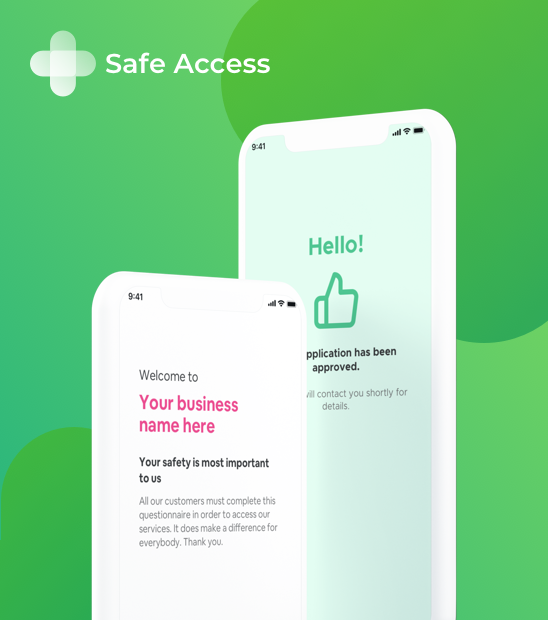 Safe Access
9:41
Hello!
pplication has been
approved.
will contact you shortly for
details.
9:41
Welcome to
Your business
name here
Your safety is most important
to us
All our customers must complete this
questionnaire in order to access our
services. It does make a difference for
everybody. Thank you.